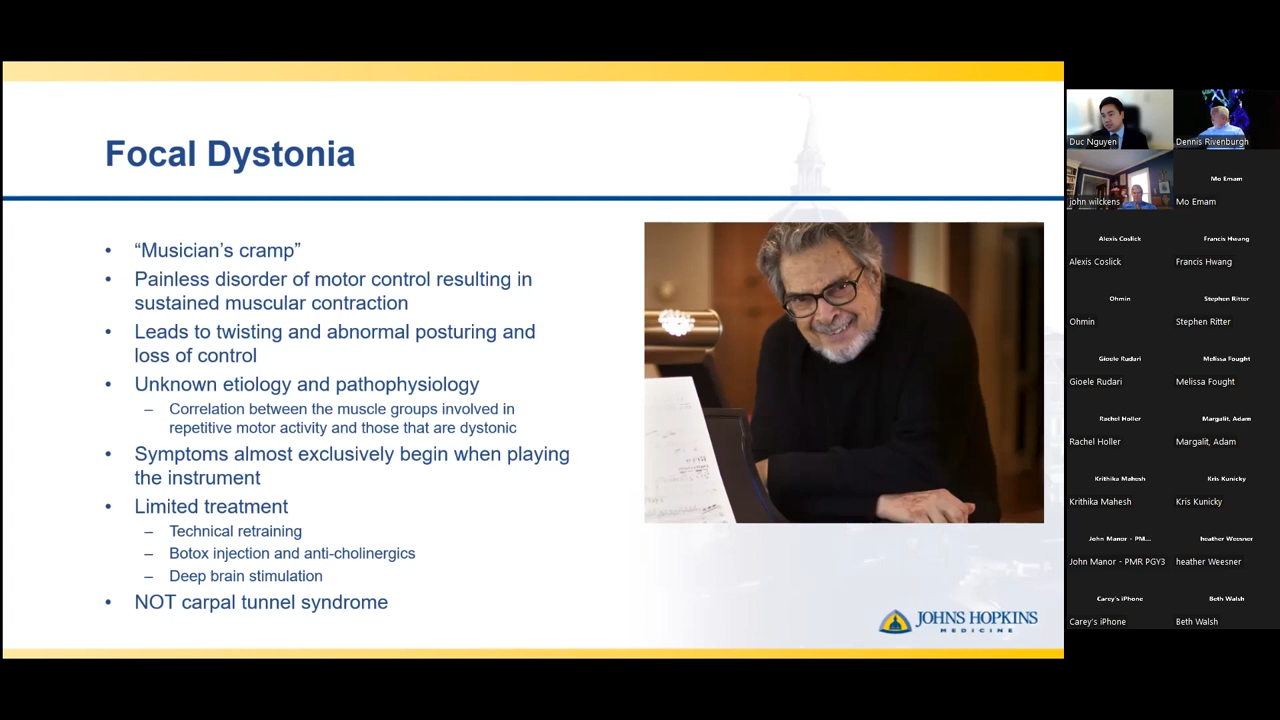 Focal Dystonia
• “Musician’s cramp”
• Painless disorder of motor control resulting in
sustained muscular contraction
• Leads to twisting and abnormal posturing and
loss of control
• Unknown etiology and pathophysiology
– Correlation between the muscle groups involved in
repetitive motor activity and those that are dystonic
• Symptoms almost exclusively begin when playing
the instrument
• Limited treatment
– Technical retraining
– Botox injection and anti-cholinergics
– Deep brain stimulation
• NOT carpal tunnel syndrome
JOHNS HOPKINS
MEDICINE
Duc Nguyen
Dennis Rivenburgh
john wilckens
Mo Emam
Mo Emam
Alexis Coslick
Francis Hwang
Alexis Coslick
Francis Hwang
Ohmin
Stephen Ritter
Ohmin
Stephen Ritter
Gioele Rudari
Melissa Fought
Gioele Rudari
Melissa Fought
Rachel Holler
Margalit, Adam
Rachel Holler
Margalit, Adam
Krithika Mahesh
Kris Kunicky
Krithika Mahesh
Kris Kunicky
John Manor - PM...
heather Weesner
John Manor - PMR PGY3
heather Weesner
Carey's iPhone
Beth Walsh
Carey's iPhone
Beth Walsh